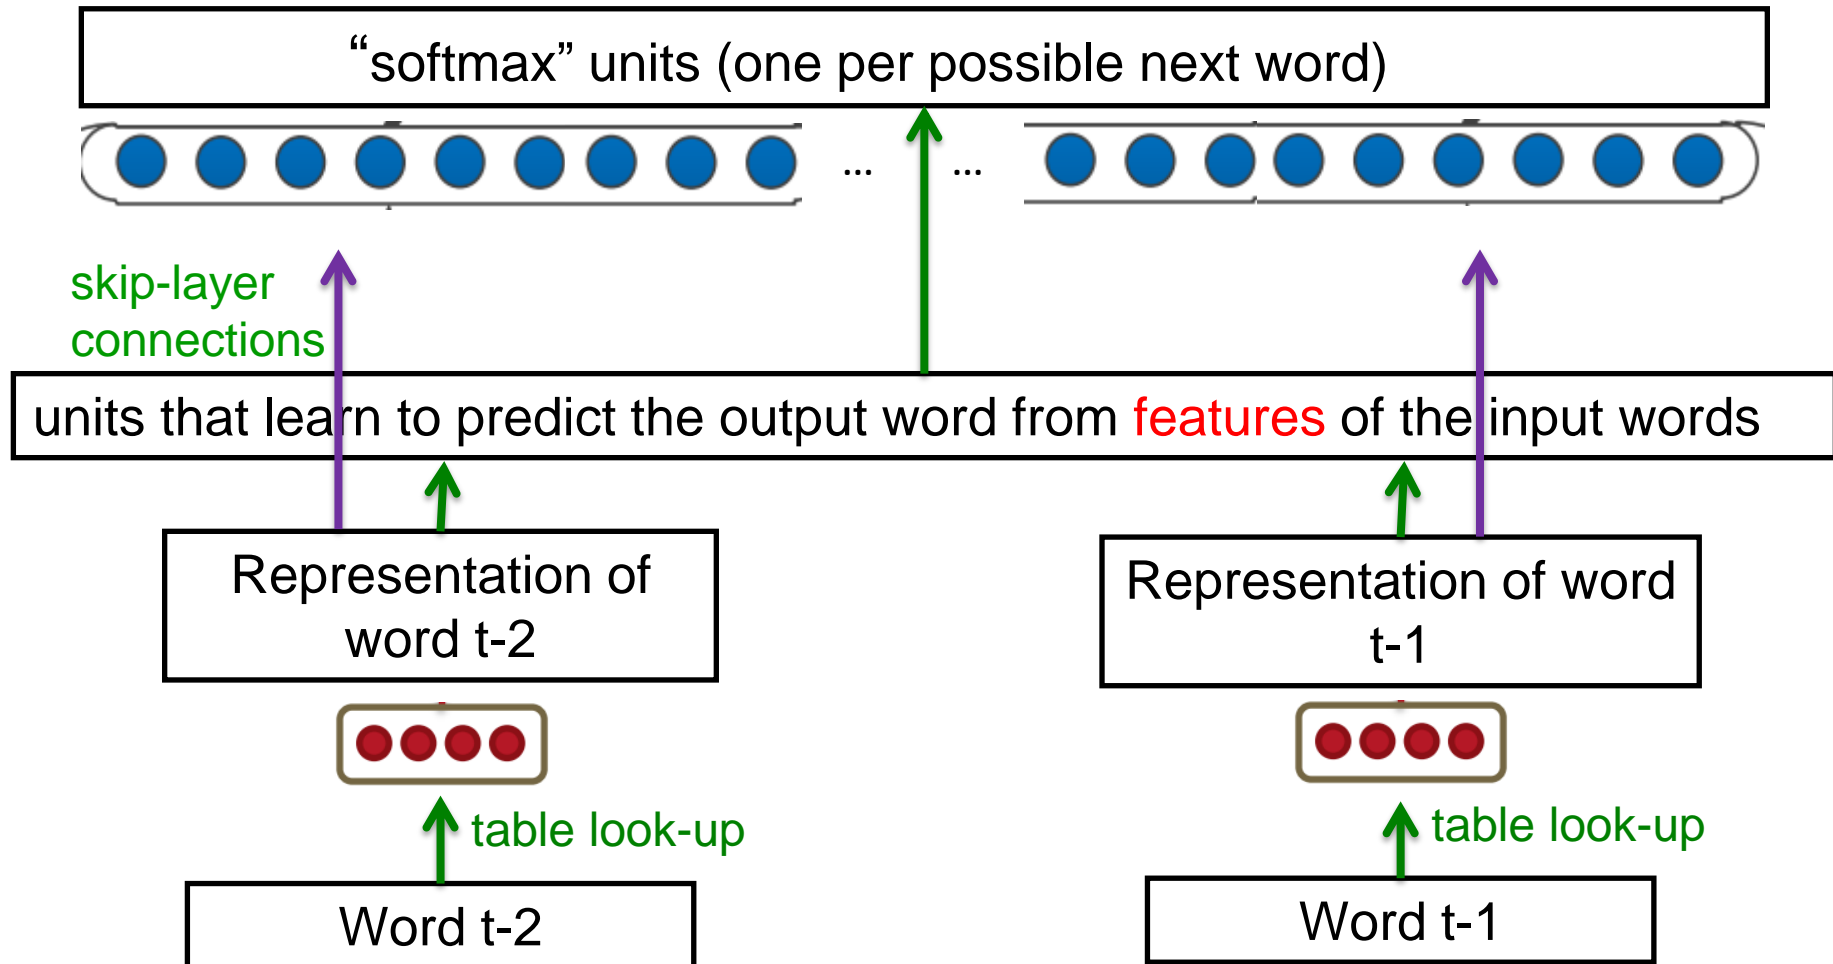 “softmax” units (one per possible next word)
... ...
skip-layer
connections
units that learn to predict the output word from features of the input words
Representation of
word t-2
Representation of word
t-1
table look-up
table look-up
Word t-2
Word t-1